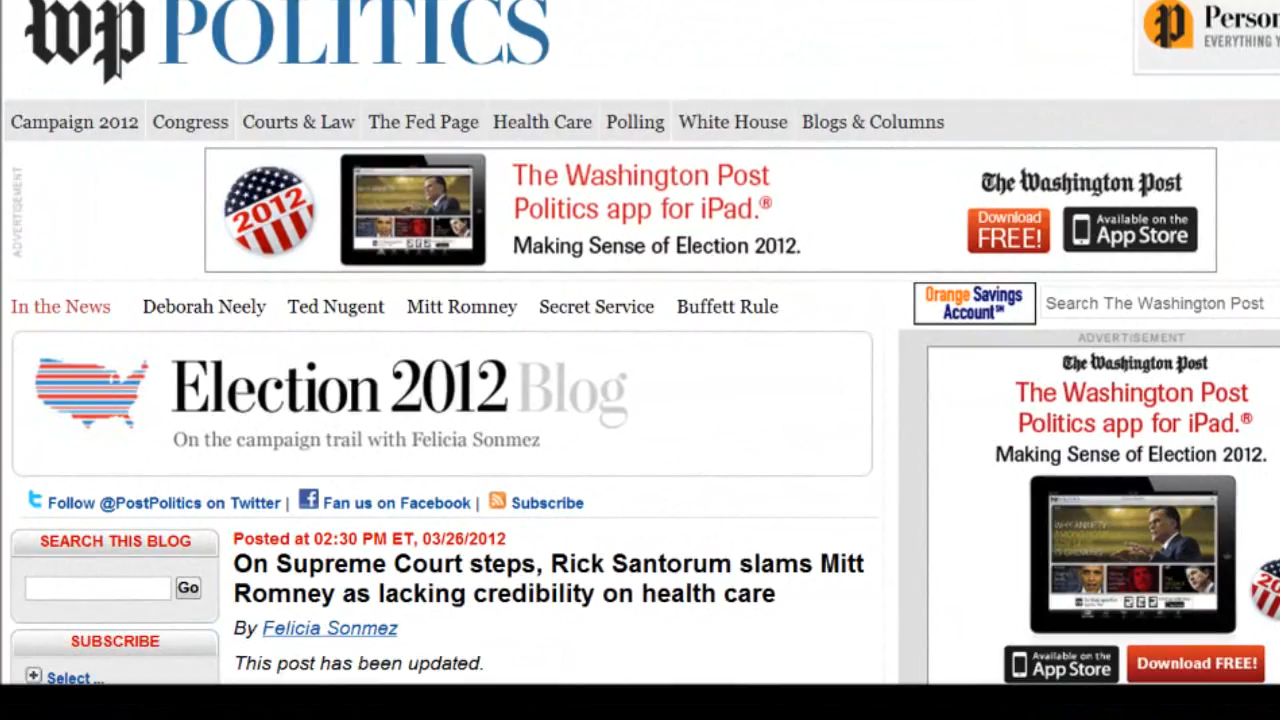 wp POLITICS
Person
EVERYTHING Y
Campaign 2012 Congress Courts & Law The Fed Page Health Care Polling White House Blogs & Columns
ADVERTISEMENT
2012
The Washington Post
Politics app for iPad.®
Making Sense of Election 2012.
The Washington Post
Download
FREE!
Available on the
App Store
In the News Deborah Neely Ted Nugent Mitt Romney Secret Service Buffett Rule
Orange Savings
Account℠
Search The Washington Post
ADVERTISEMENT
Election 2012 Blog
On the campaign trail with Felicia Sonmez
The Washington Post
The Washington Post
Politics app for iPad.®
Making Sense of Election 2012.
Follow @PostPolitics on Twitter | Fan us on Facebook | Subscribe
SEARCH THIS BLOG
Go
SUBSCRIBE
Select ...
Posted at 02:30 PM ET, 03/26/2012
On Supreme Court steps, Rick Santorum slams Mitt
Romney as lacking credibility on health care
By Felicia Sonmez
This post has been updated.
Available on the
App Store
Download FREE!